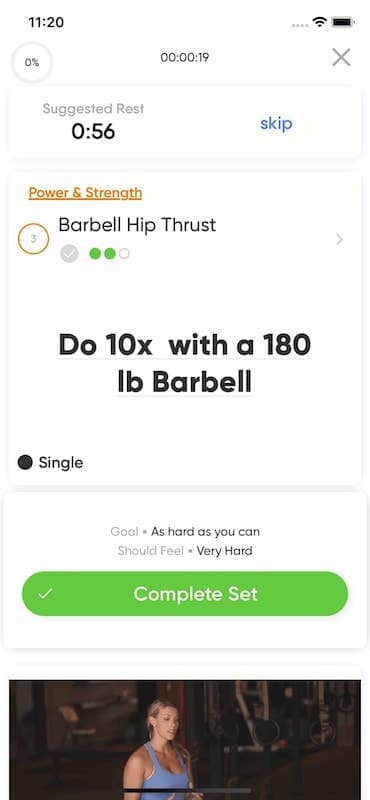 11:20
0%
00:00:19
Suggested Rest
0:56
skip
Power & Strength
3
Barbell Hip Thrust
Do 10x with a 180
lb Barbell
Single
Goal • As hard as you can
Should Feel • Very Hard
Complete Set